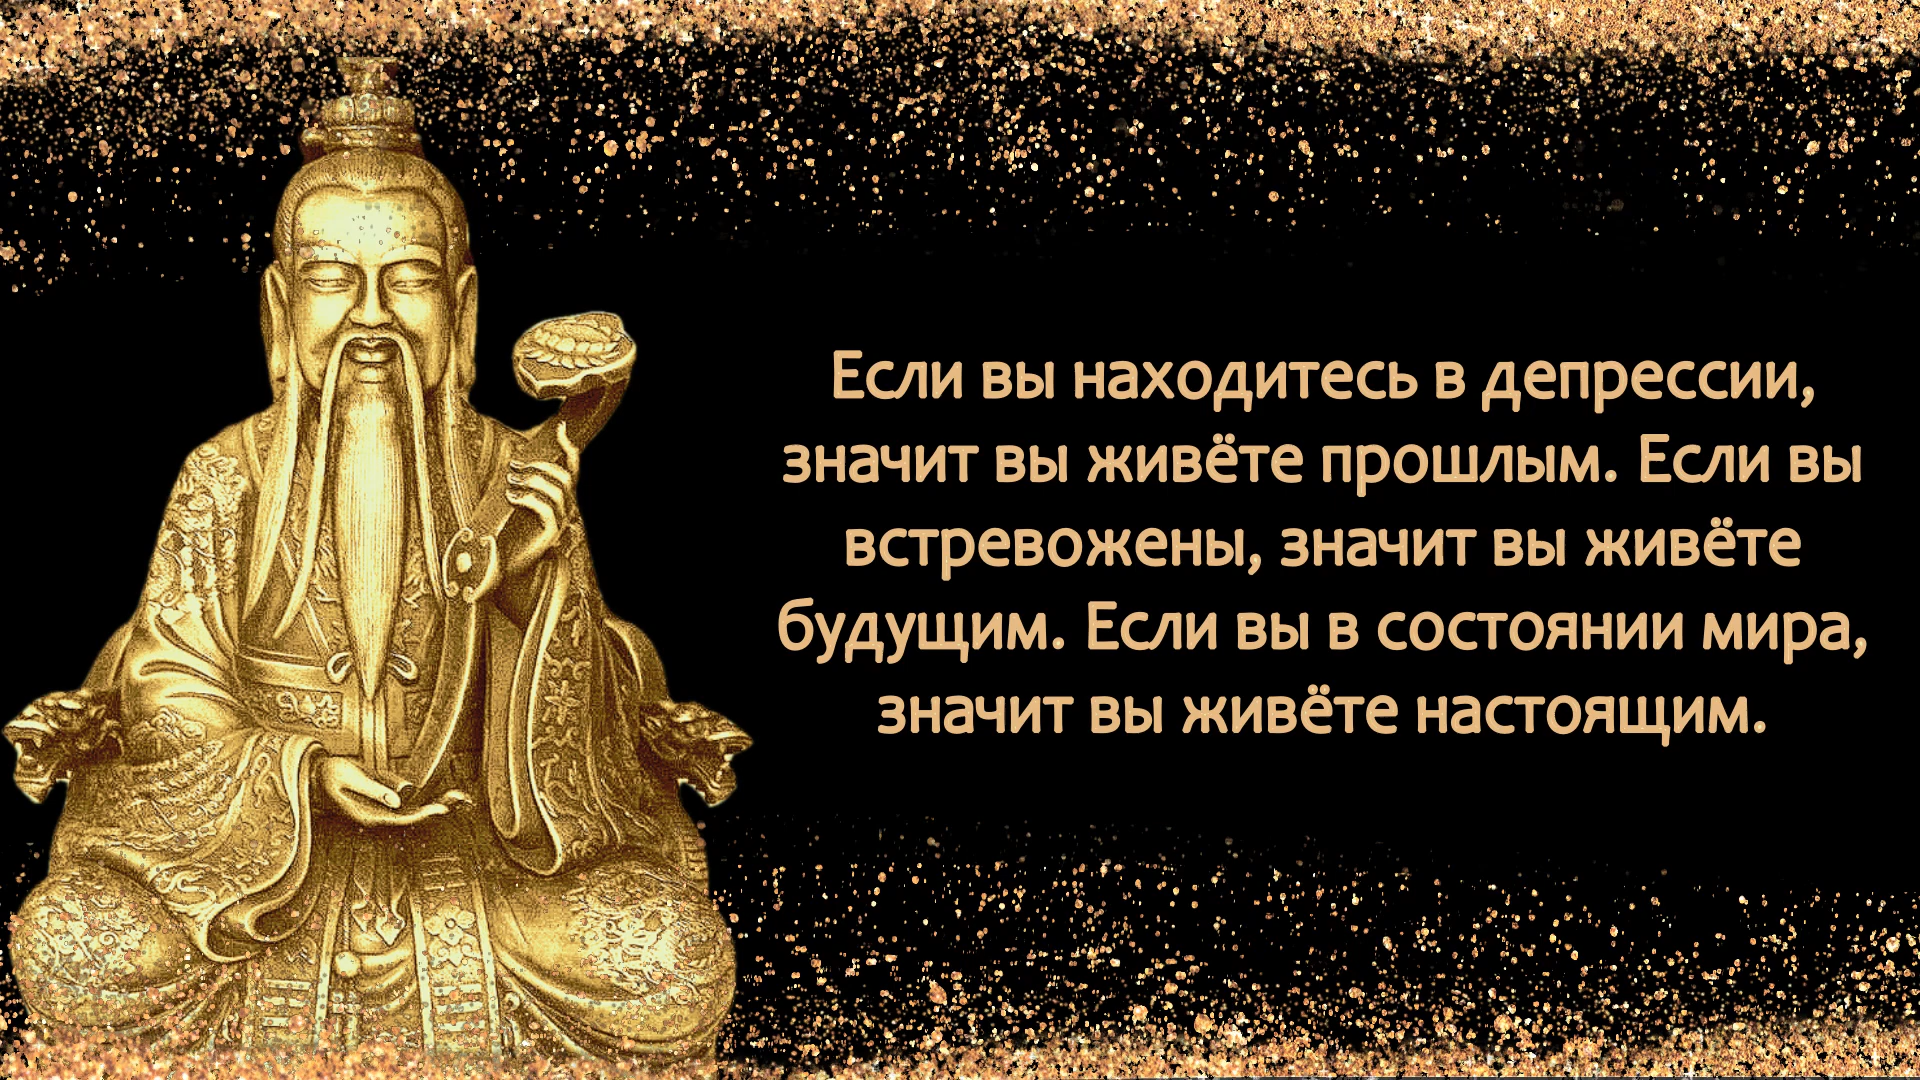 Если вы находитесь в депрессии,
значит вы живёте прошлым. Если вы
встревожены, значит вы живёте
будущим. Если вы в состоянии мира,
значит вы живёте настоящим.